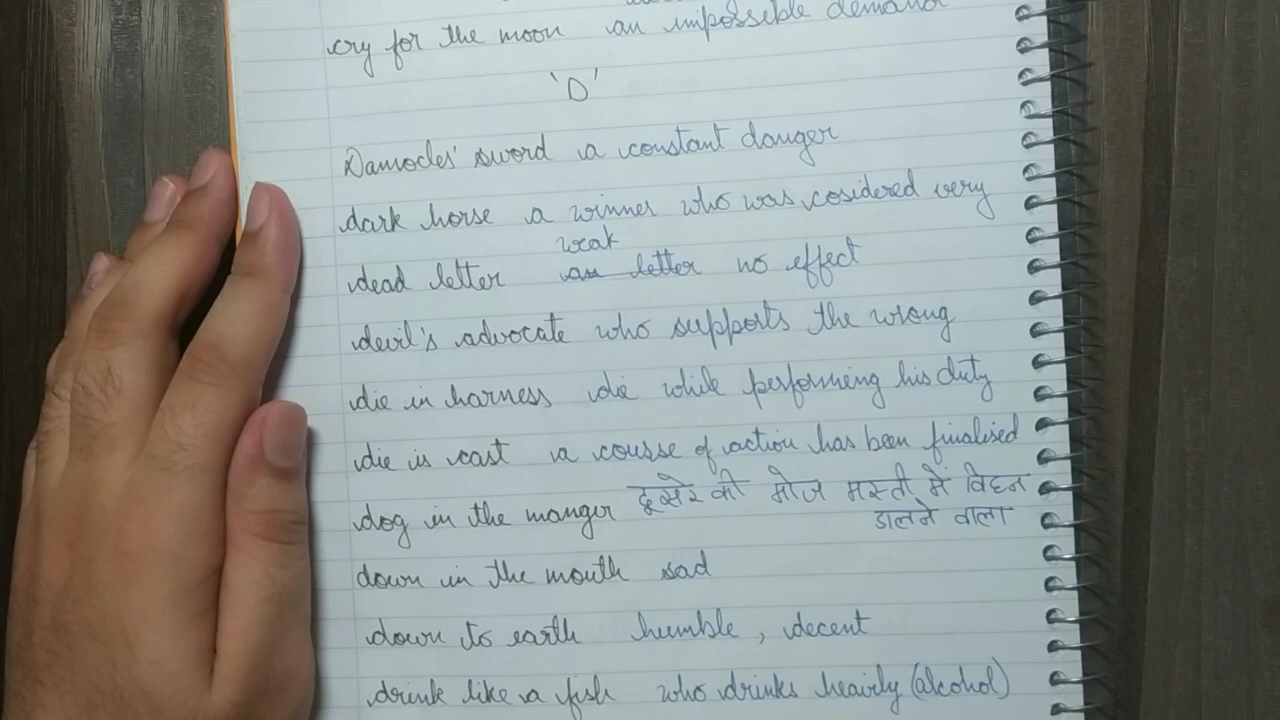 cry for the moon an impossible demand
'D'
Damocles' sword a constant danger
dark horse a winner who was cosidered very
weak
dead letter an letter no effect
devil's advocate who supports the wrong
die in harness die while performing his duty
die is cast a course of action has been finalised
dog in the manger दूसरे की मौज मस्ती में विघ्न
डालने वाला
down in the mouth sad
down to earth humble, decent
drink like a fish who drinks heavily (alcohol)